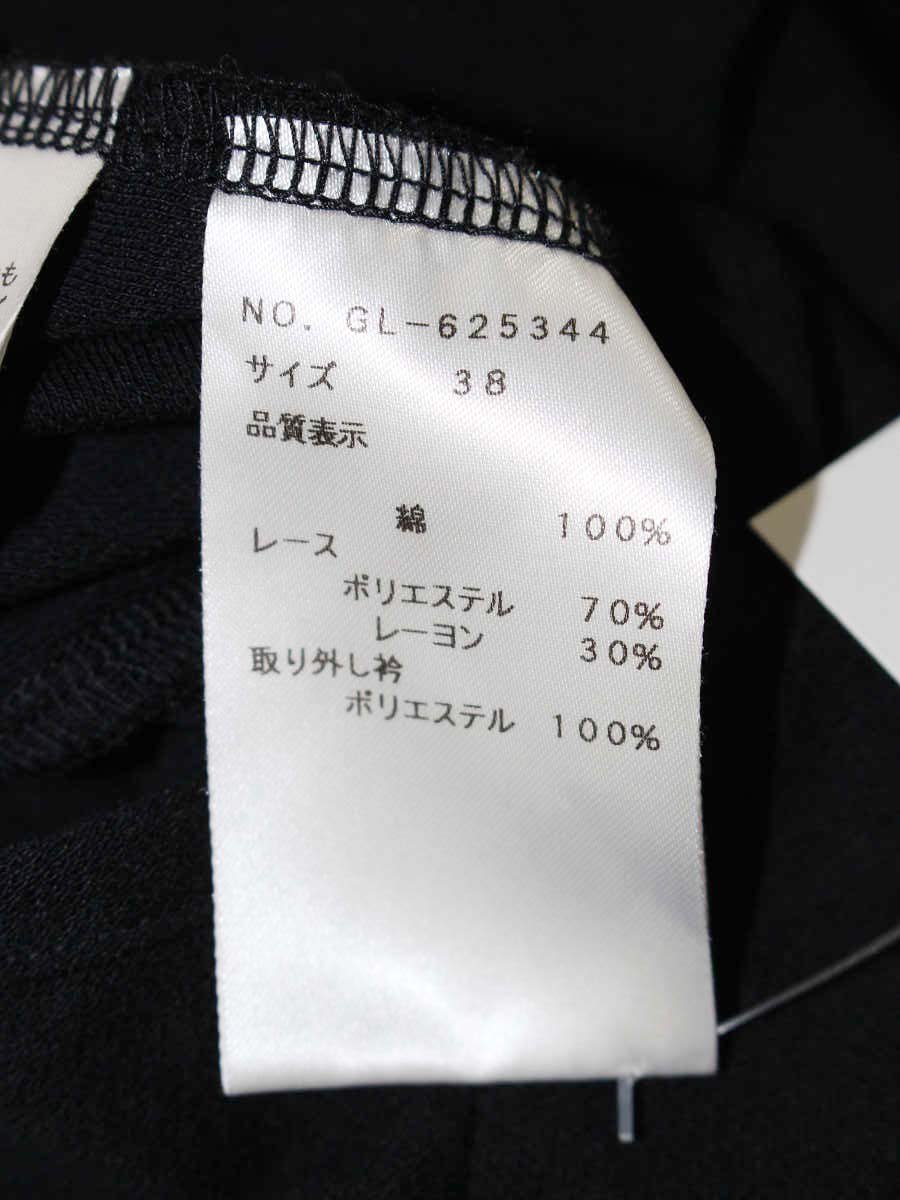 NO. GL-625344
サイズ 38
品質表示
綿 100%
レース
ポリエステル 70%
レーヨン 30%
取り外し衿
ポリエステル 100%
も